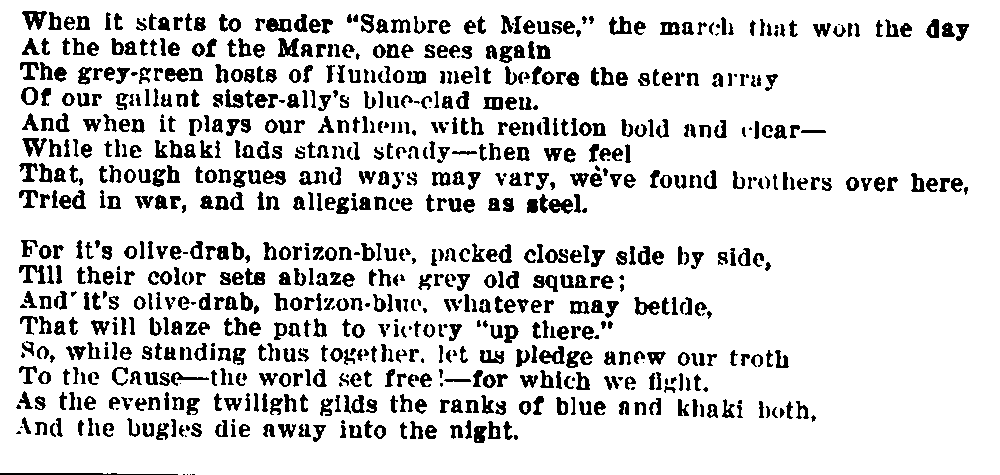 When it starts to render "Sambre et Meuse," the march that won the day
At the battle of the Marne, one sees again
The grey-green hosts of Hundom melt before the stern array
Of our gallant sister-ally's blue-clad men.
And when it plays our Anthem, with rendition bold and clear—
While the khaki lads stand steady—then we feel
That, though tongues and ways may vary, we've found brothers over here,
Tried in war, and in allegiance true as steel.

For it's olive-drab, horizon-blue, packed closely side by side,
Till their color sets ablaze the grey old square;
And it's olive-drab, horizon-blue, whatever may betide,
That will blaze the path to victory "up there."
So, while standing thus together, let us pledge anew our troth
To the Cause—the world set free!—for which we fight.
As the evening twilight gilds the ranks of blue and khaki both,
And the bugles die away into the night.